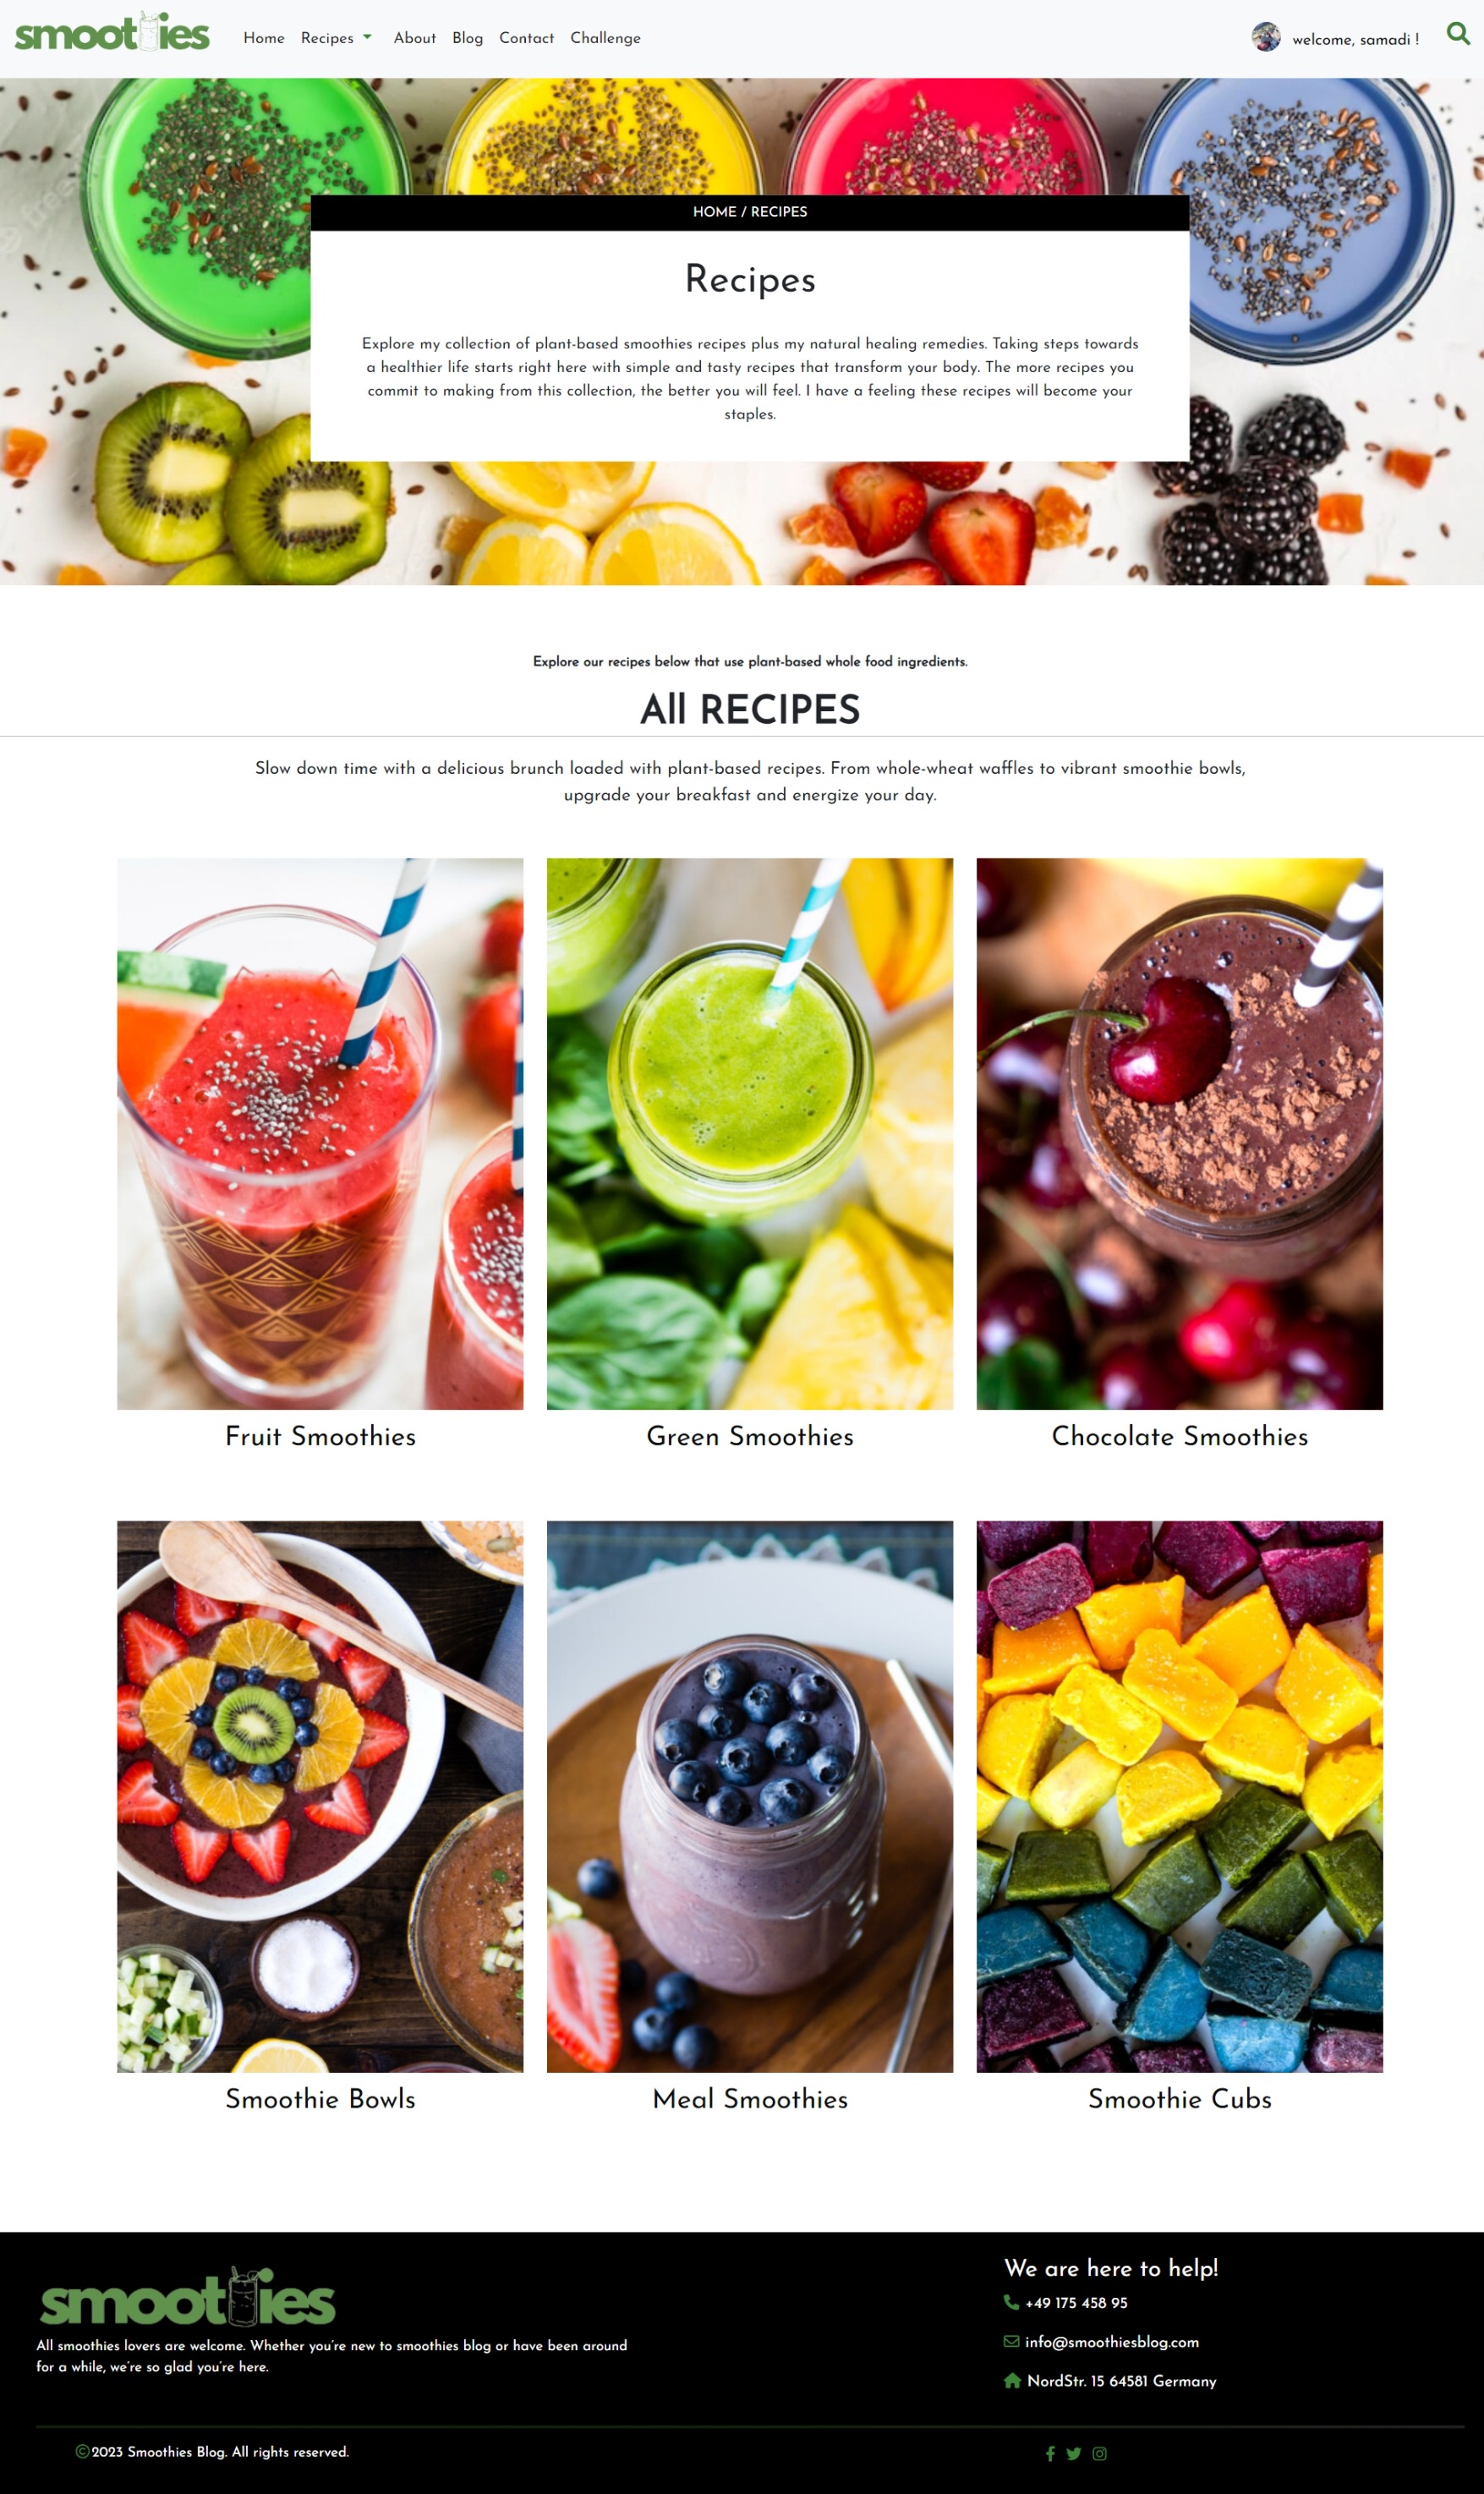 smoothies
Home Recipes About Blog Contact Challenge
welcome, samadi !
HOME / RECIPES
Recipes
Explore my collection of plant-based smoothies recipes plus my natural healing remedies. Taking steps towards
a healthier life starts right here with simple and tasty recipes that transform your body. The more recipes you
commit to making from this collection, the better you will feel. I have a feeling these recipes will become your
staples.
Explore our recipes below that use plant-based whole food ingredients.
All RECIPES
Slow down time with a delicious brunch loaded with plant-based recipes. From whole-wheat waffles to vibrant smoothie bowls,
upgrade your breakfast and energize your day.
Fruit Smoothies
Green Smoothies
Chocolate Smoothies
Smoothie Bowls
Meal Smoothies
Smoothie Cubs
smoothies
All smoothies lovers are welcome. Whether you're new to smoothies blog or have been around
for a while, we're so glad you're here.
We are here to help!
+49 175 458 95
info@smoothiesblog.com
NordStr. 15 64581 Germany
©2023 Smoothies Blog. All rights reserved.